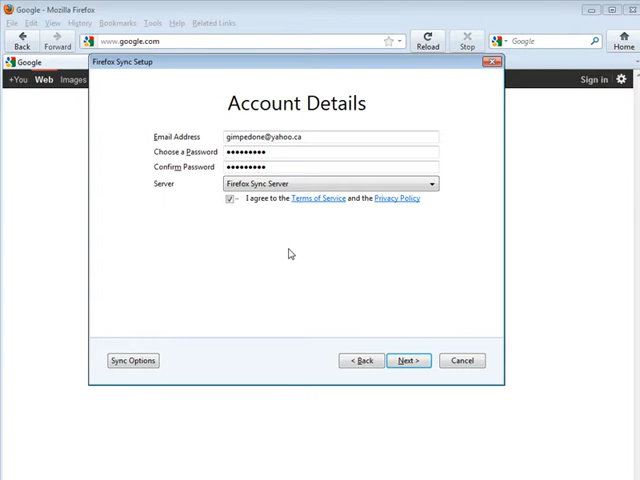 Google - Mozilla Firefox
File Edit View History Bookmarks Tools Help Related Links
Back Forward www.google.com Reload Stop Google Home
Google Firefox Sync Setup
+You Web Images Sign in
Account Details
Email Address gimpedone@yahoo.ca
Choose a Password •••••••••
Confirm Password •••••••••
Server Firefox Sync Server
I agree to the Terms of Service and the Privacy Policy
Sync Options < Back Next > Cancel